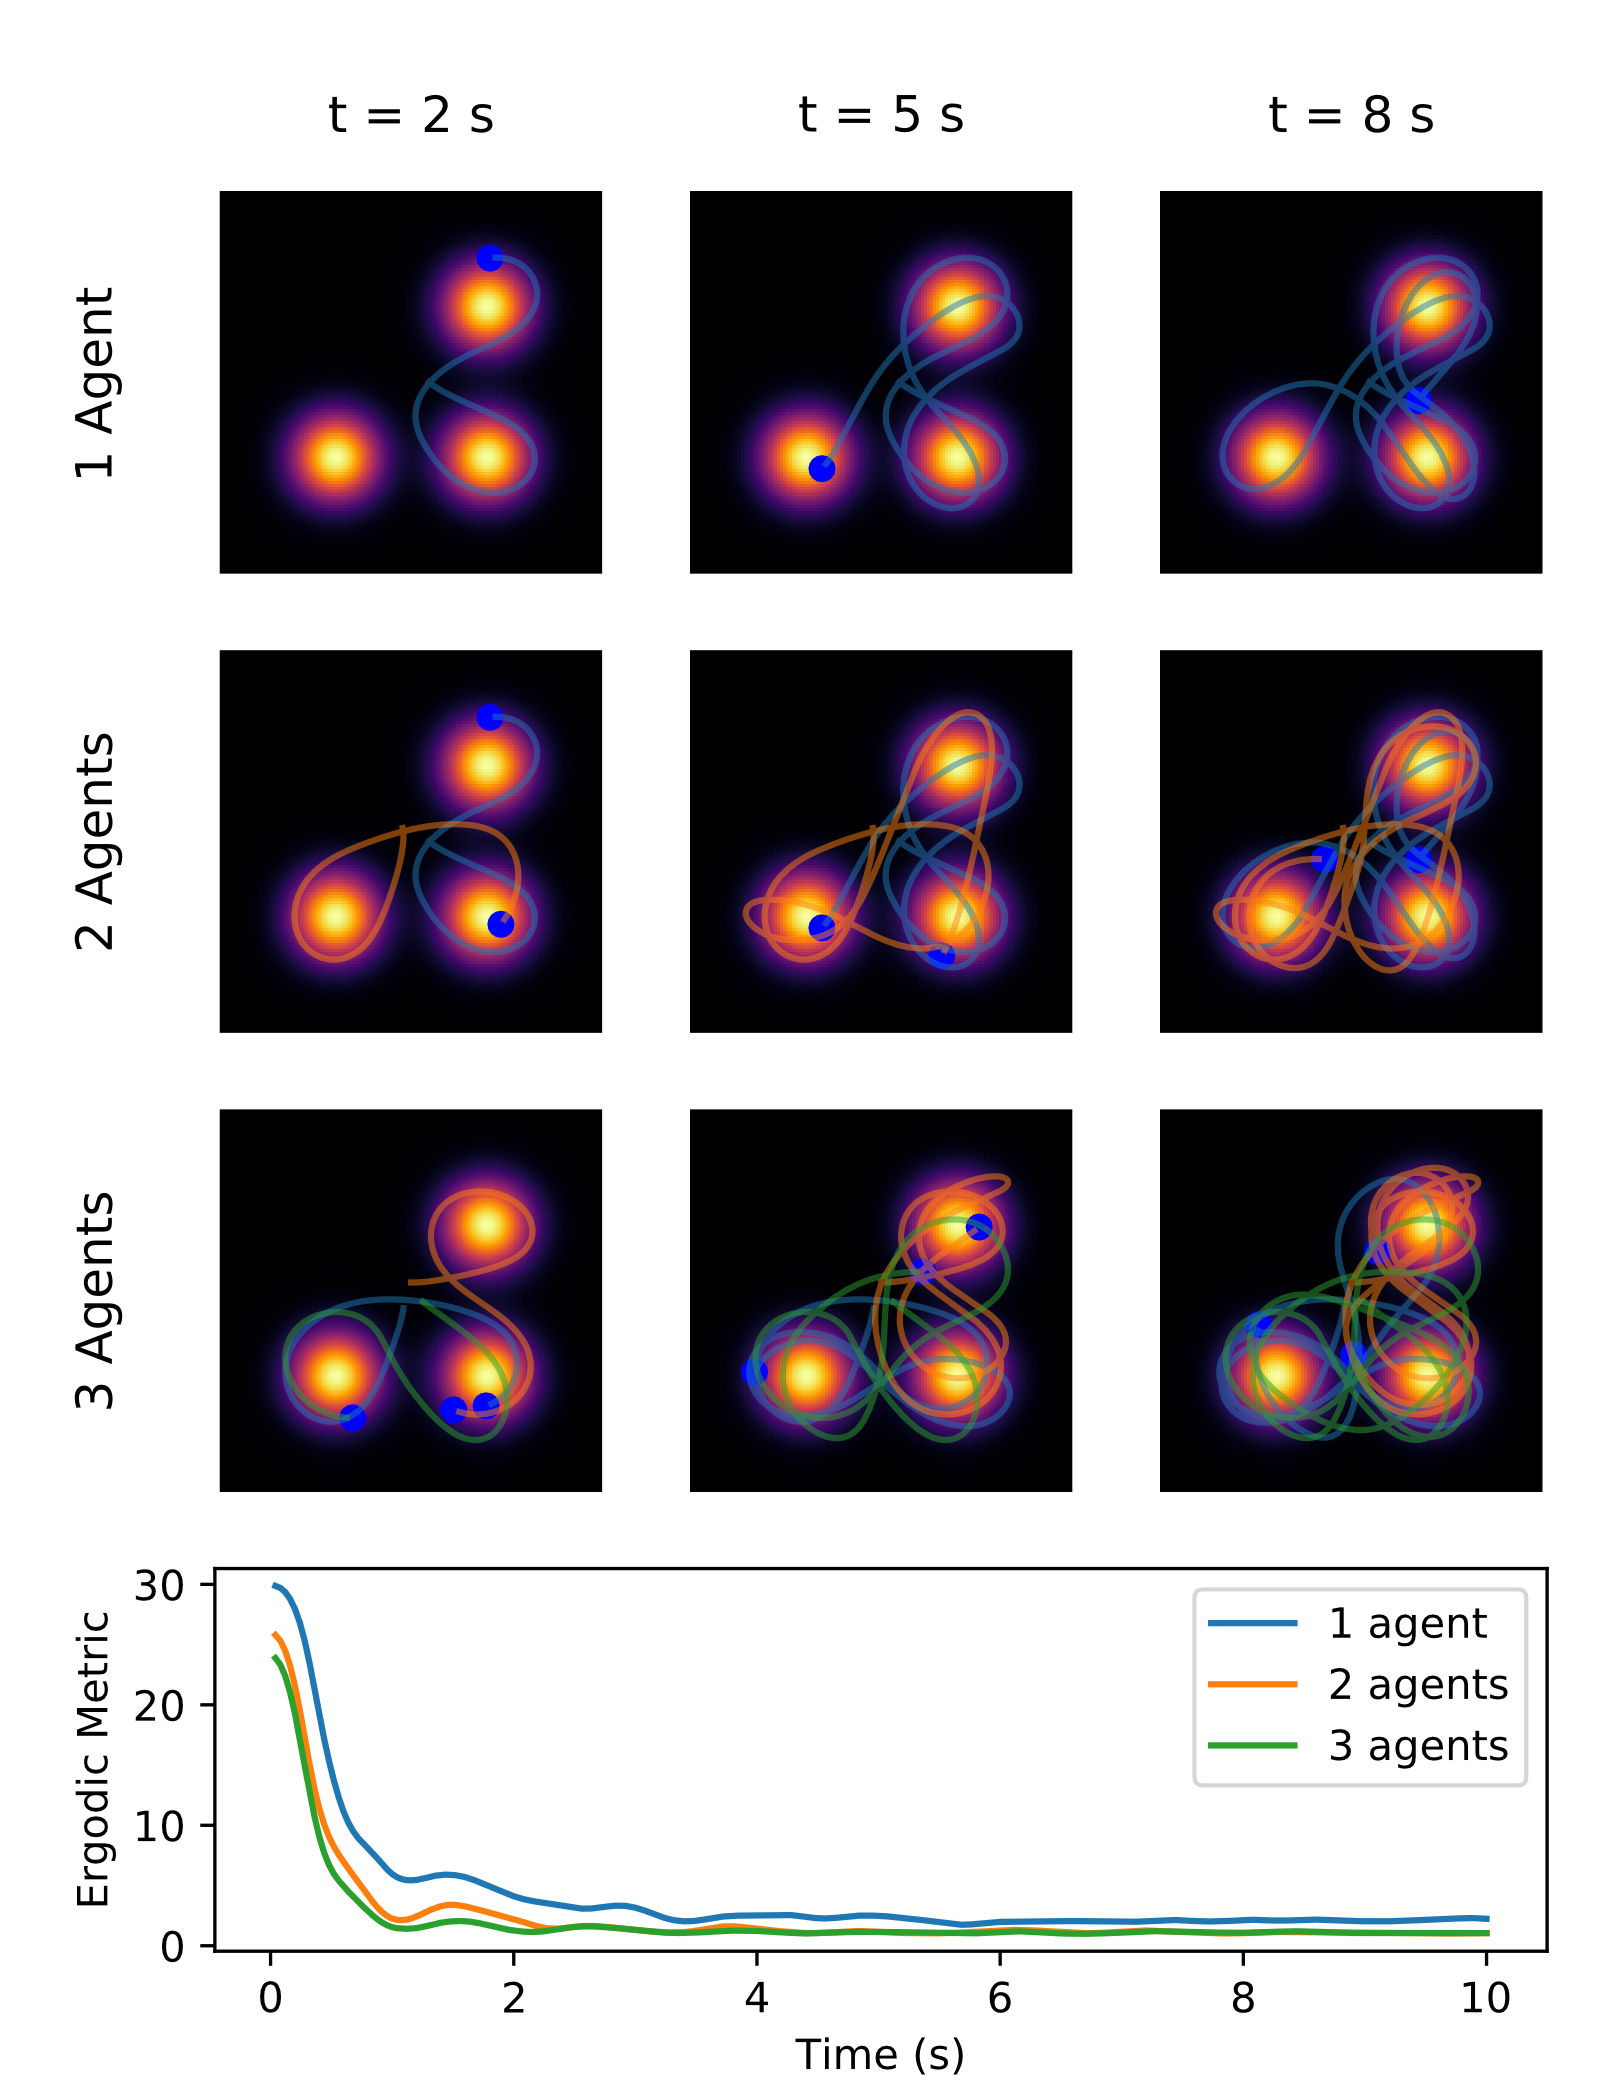 t = 2 s
t = 5 s
t = 8 s
1 Agent
2 Agents
3 Agents
Ergodic Metric
30
20
10
0
1 agent
2 agents
3 agents
0
2
4
6
8
10
Time (s)